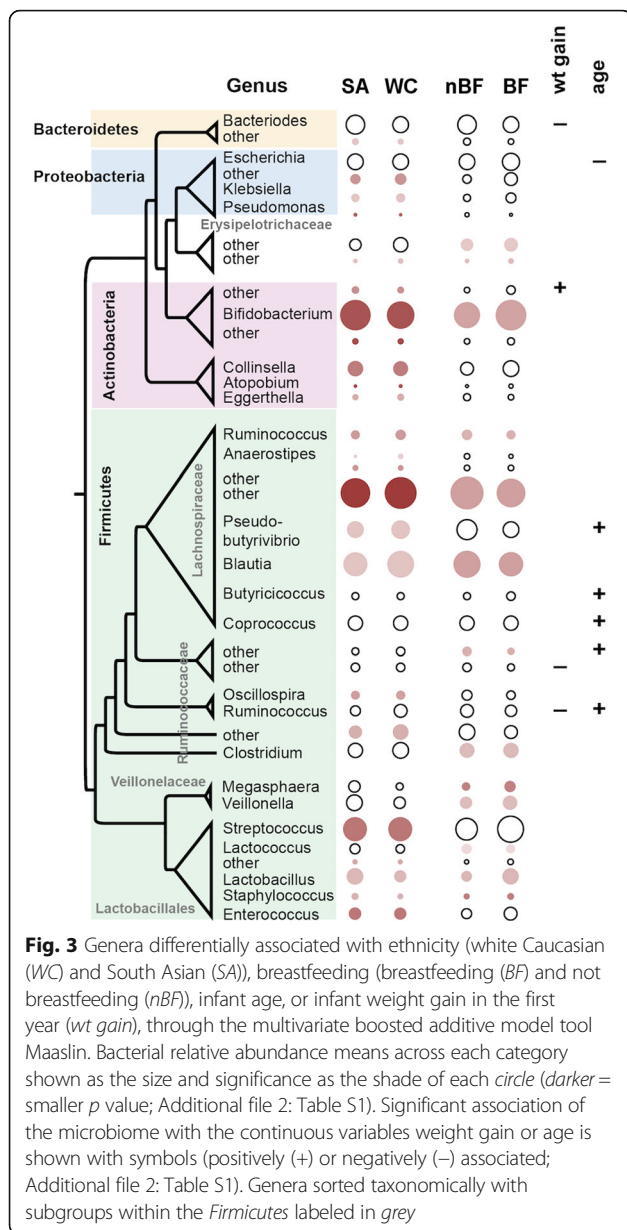 Genus SA WC nBF BF wt gain age
Bacteroidetes
Bacteriodes −
other
Proteobacteria
Escherichia −
other
Klebsiella
Pseudomonas
Erysipelotrichaceae
other
other
Actinobacteria
other +
Bifidobacterium
other
Collinsella
Atopobium
Eggerthella
Firmicutes
Lachnospiraceae
Ruminococcus
Anaerostipes
other
other
Pseudo-
butyrivibrio +
Blautia
Butyricicoccus +
Coprococcus +
Ruminococcaceae
other +
other −
Oscillospira
Ruminococcus − +
other
Clostridium
Veillonelaceae
Megasphaera
Veillonella
Streptococcus
Lactococcus
other
Lactobacillus
Staphylococcus
Lactobacillales
Enterococcus
Fig. 3 Genera differentially associated with ethnicity (white Caucasian
(WC) and South Asian (SA)), breastfeeding (breastfeeding (BF) and not
breastfeeding (nBF)), infant age, or infant weight gain in the first
year (wt gain), through the multivariate boosted additive model tool
Maaslin. Bacterial relative abundance means across each category
shown as the size and significance as the shade of each circle (darker =
smaller p value; Additional file 2: Table S1). Significant association of
the microbiome with the continuous variables weight gain or age is
shown with symbols (positively (+) or negatively (−) associated;
Additional file 2: Table S1). Genera sorted taxonomically with
subgroups within the Firmicutes labeled in grey